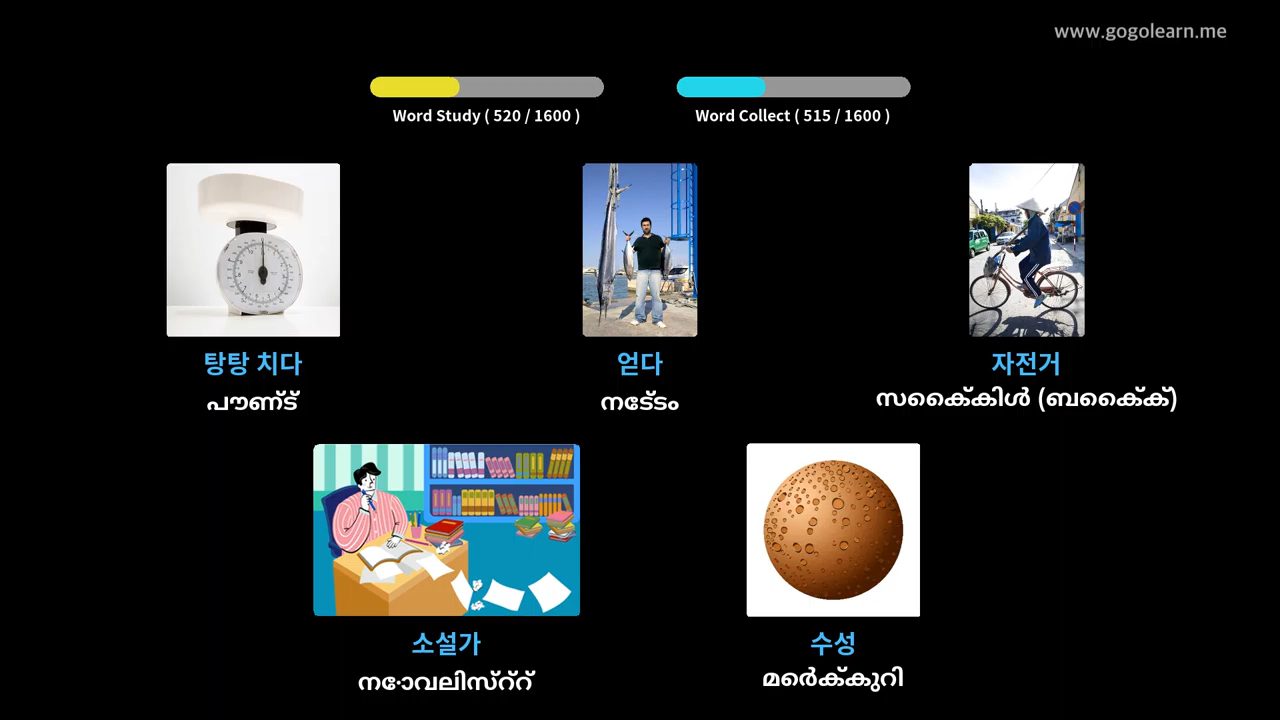 www.gogolearn.me
Word Study ( 520 / 1600 )
Word Collect ( 515 / 1600 )
탕탕 치다
പൗണ്ട്
얻다
നേട്ടം
자전거
സൈക്കിൾ (ബൈക്ക്)
소설가
നോവലിസ്റ്റ്
수성
മെർക്കുറി